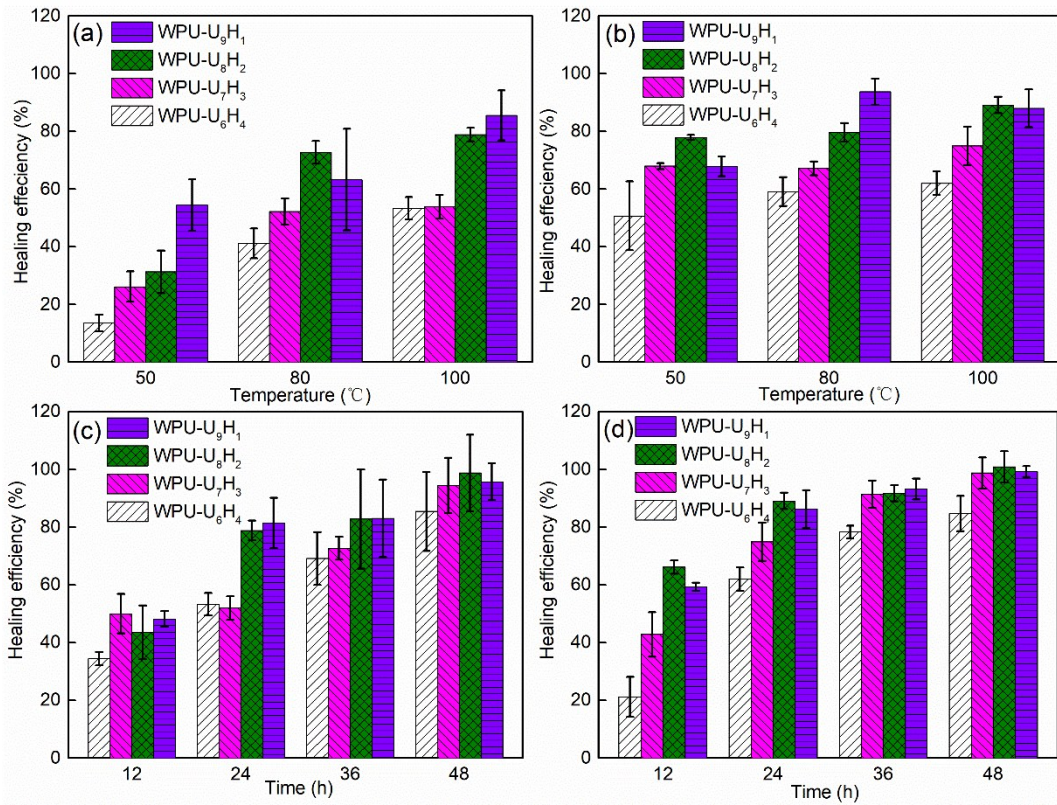 (a)
WPU-U₉H₁
WPU-U₈H₂
WPU-U₇H₃
WPU-U₆H₄
Healing effeciency (%)
120
100
80
60
40
20
0
50 80 100
Temperature (℃)
(b)
WPU-U₉H₁
WPU-U₈H₂
WPU-U₇H₃
WPU-U₆H₄
Healing effeciency (%)
120
100
80
60
40
20
0
50 80 100
Temperature (℃)
(c)
WPU-U₉H₁
WPU-U₈H₂
WPU-U₇H₃
WPU-U₆H₄
Healing efficiency (%)
120
100
80
60
40
20
0
12 24 36 48
Time (h)
(d)
WPU-U₉H₁
WPU-U₈H₂
WPU-U₇H₃
WPU-U₆H₄
Healing efficiency (%)
120
100
80
60
40
20
0
12 24 36 48
Time (h)